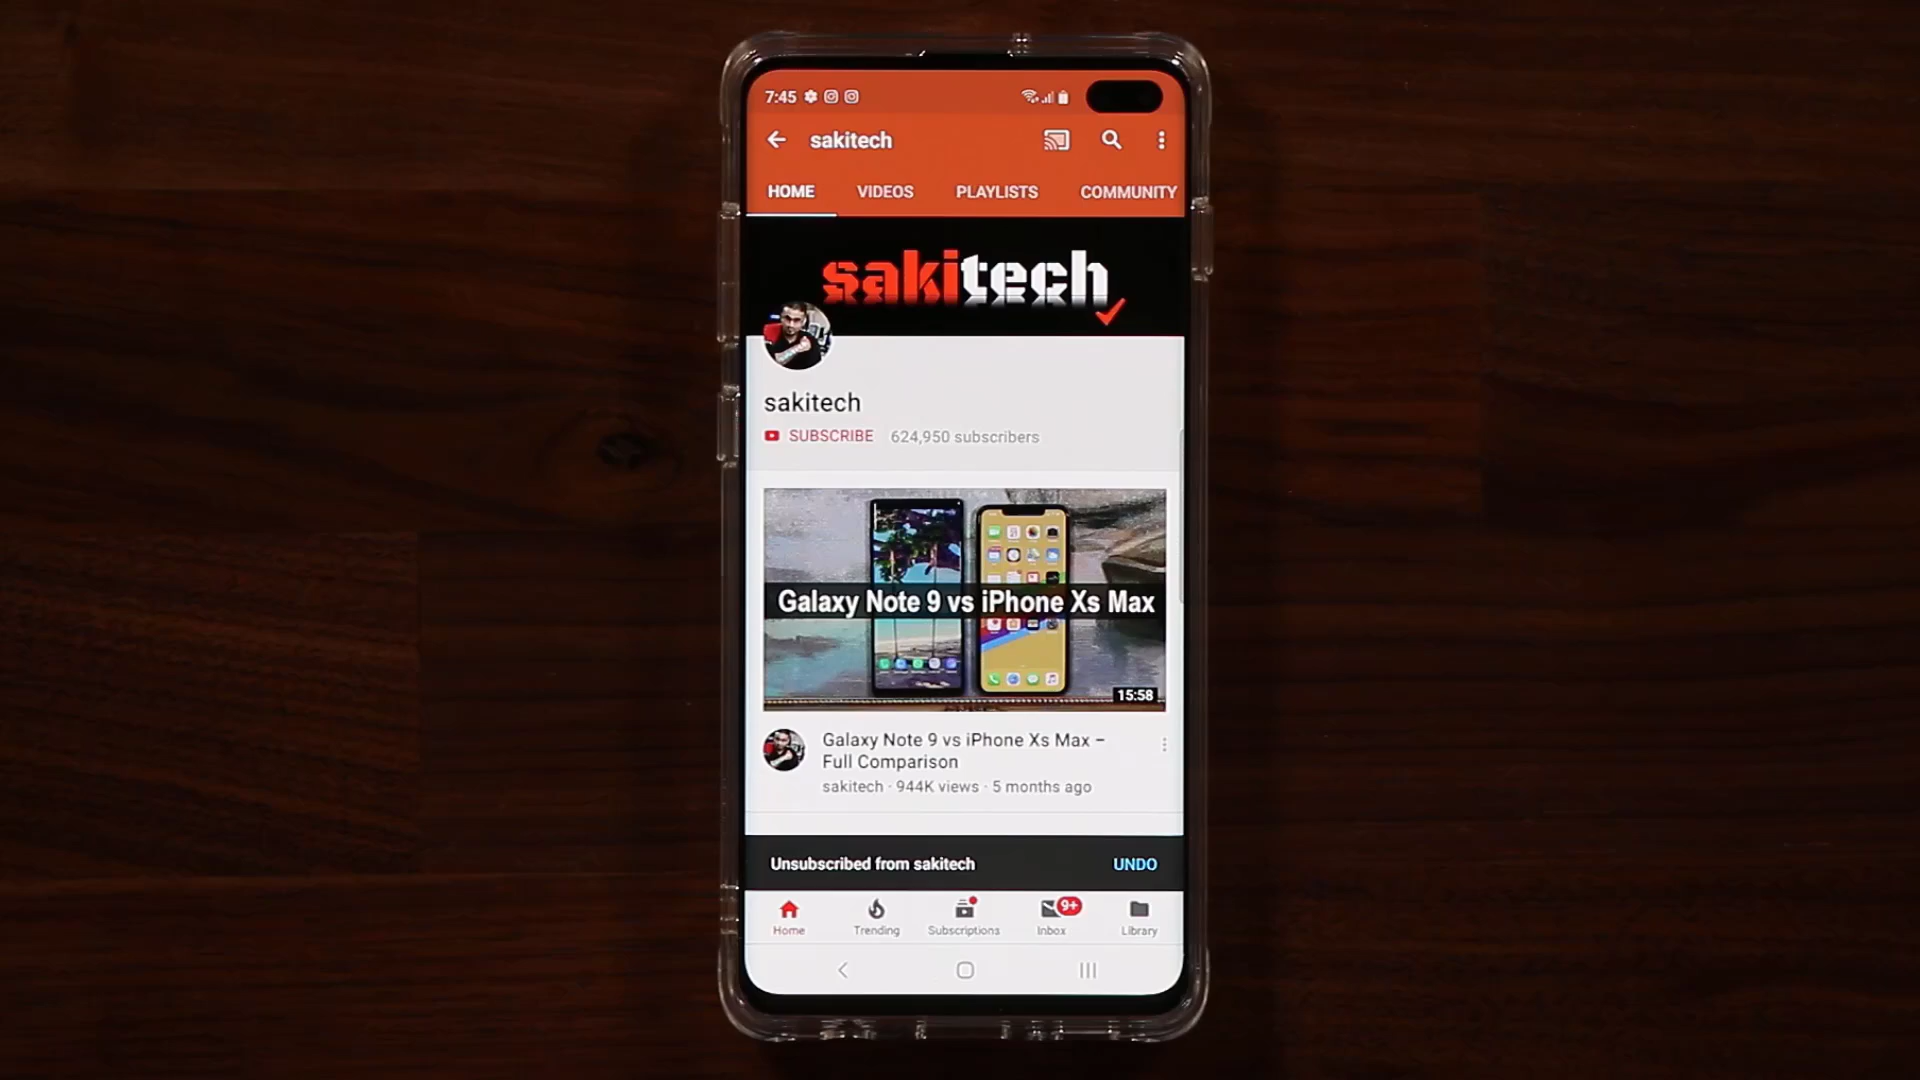 7:45
sakitech
HOME VIDEOS PLAYLISTS COMMUNITY
sakitech
sakitech
SUBSCRIBE 624,950 subscribers
Galaxy Note 9 vs iPhone Xs Max
15:58
Galaxy Note 9 vs iPhone Xs Max –
Full Comparison
sakitech · 944K views · 5 months ago
Unsubscribed from sakitech UNDO
9+
Home Trending Subscriptions Inbox Library